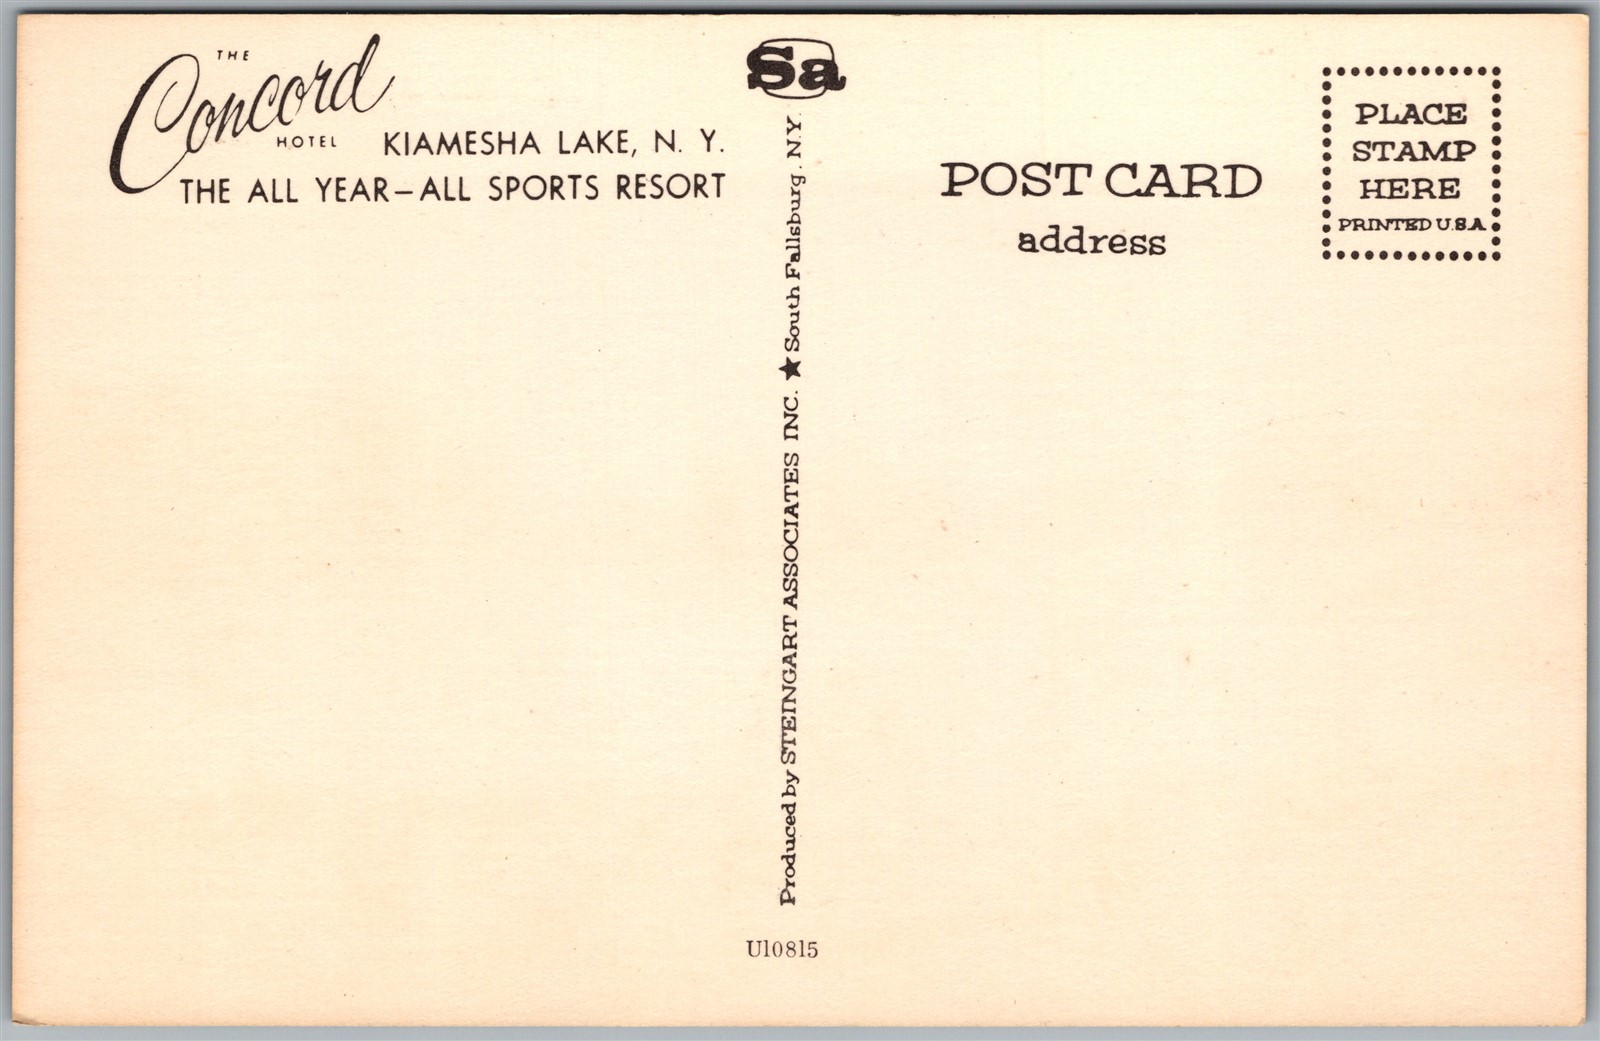 THE
Concord
HOTEL
KIAMESHA LAKE, N. Y.
THE ALL YEAR—ALL SPORTS RESORT
Sa
Produced by STEINGART ASSOCIATES INC. ★ South Fallsburg, N.Y.
U10815
POST CARD
address
PLACE
STAMP
HERE
PRINTED U.S.A.